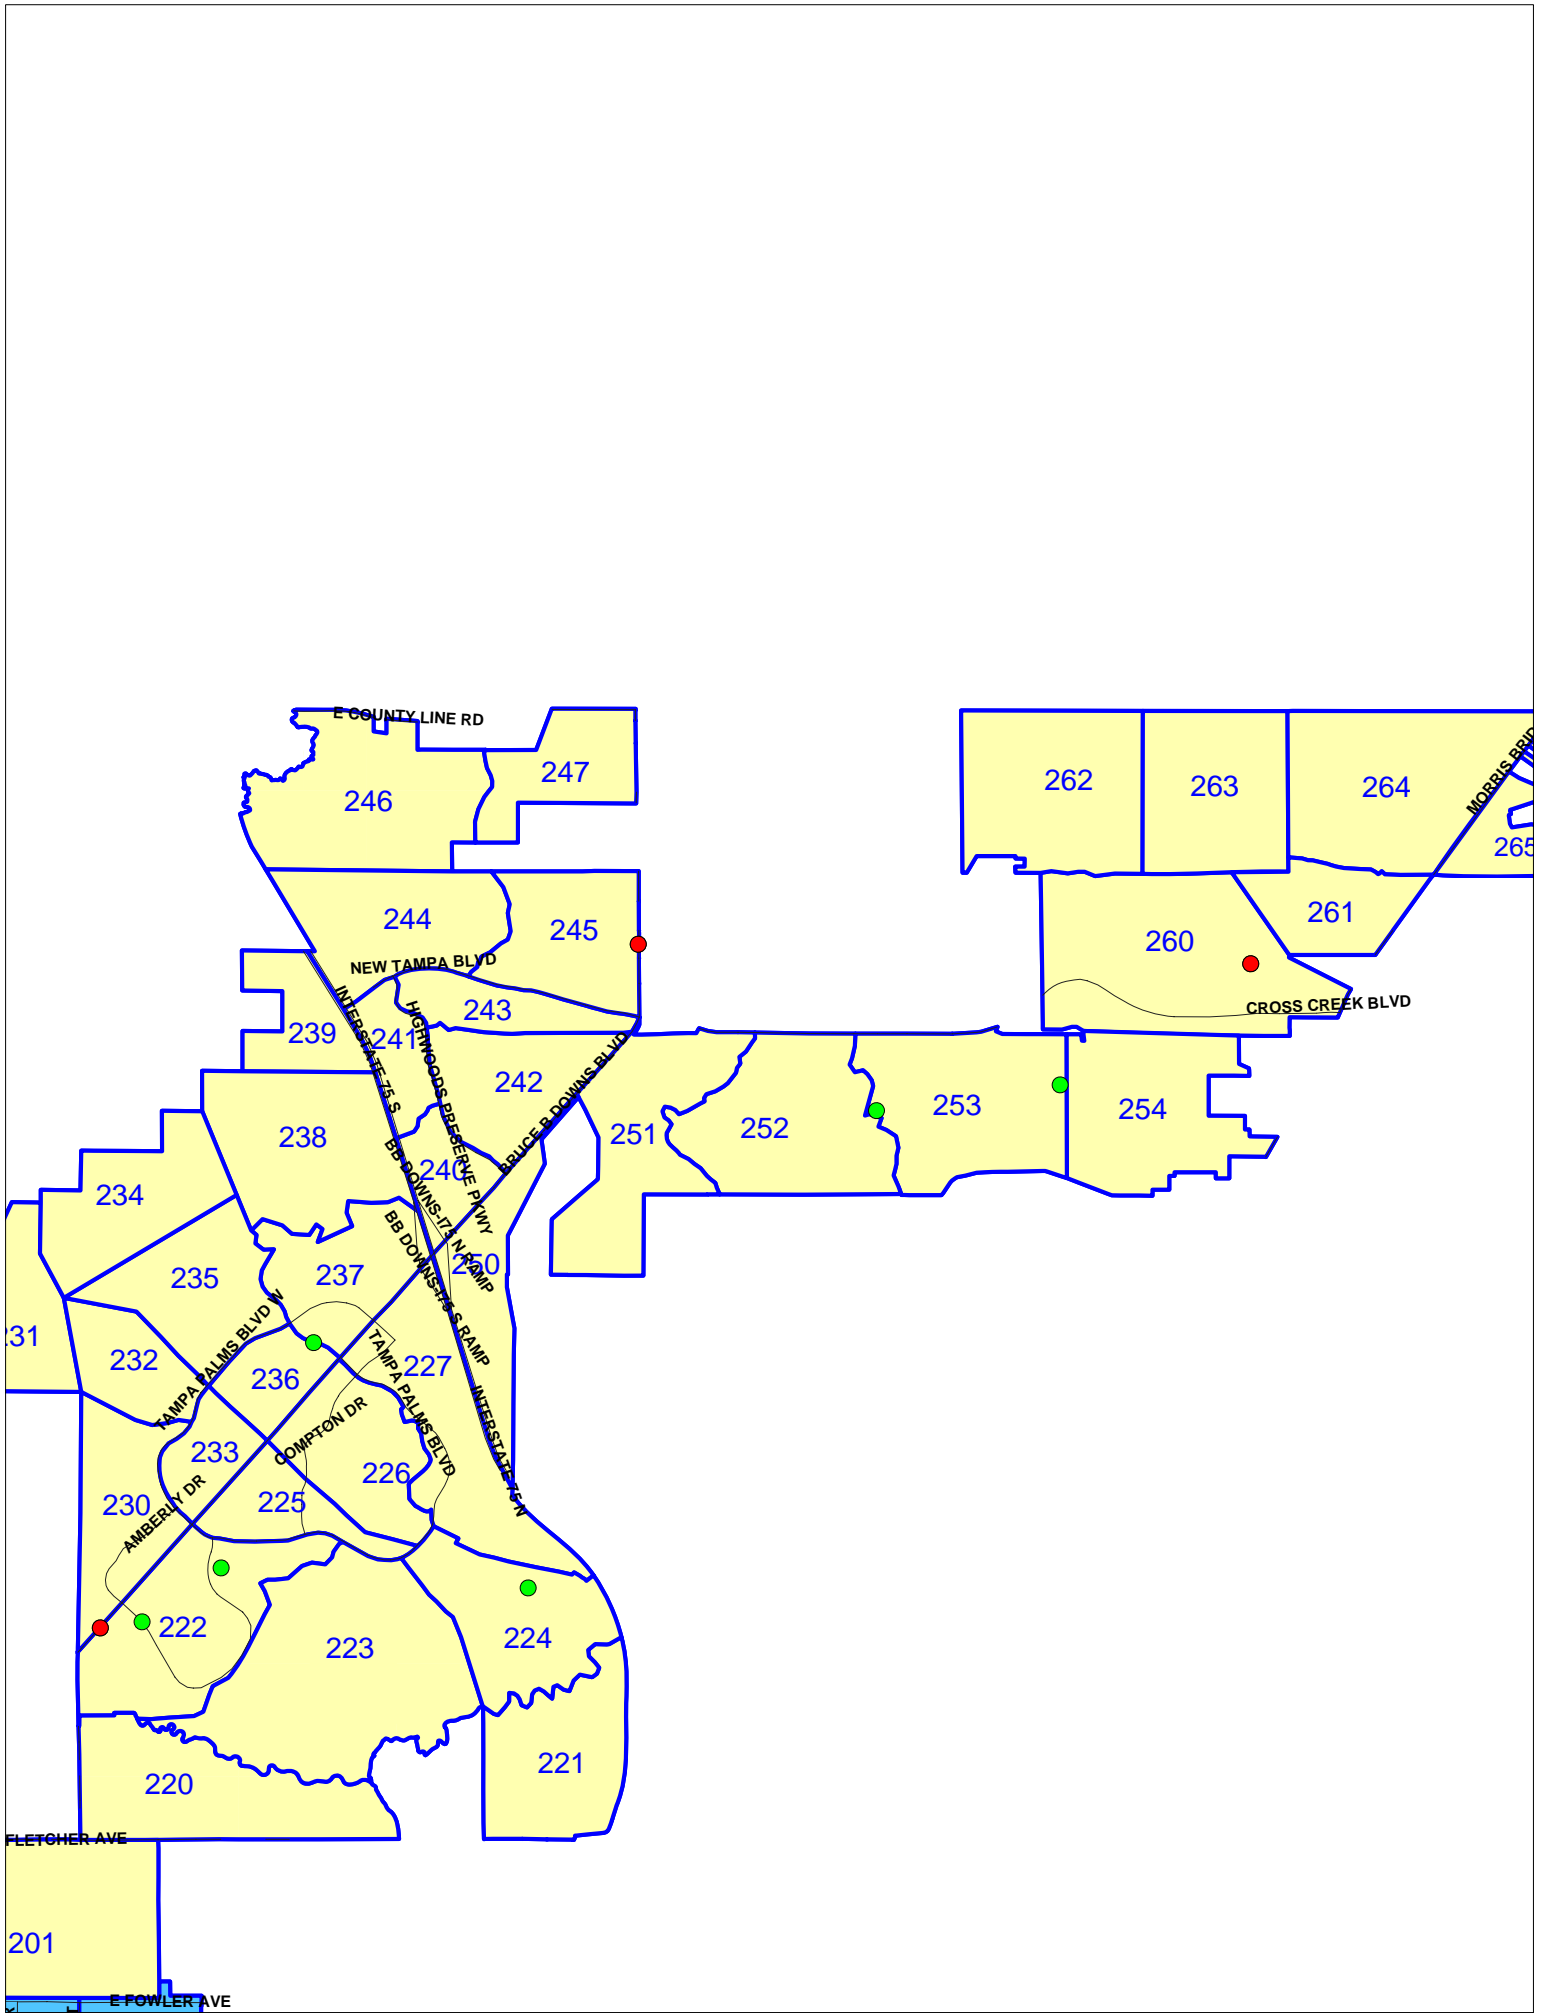 E COUNTY LINE RD
247
246
262
263
264
265
244
245
260
261
NEW TAMPA BLVD
243
CROSS CREEK BLVD
INTERSTATE 75 S
HIGHWOODS PRESERVE PKWY
239
241
242
BRUCE B DOWNS BLVD
238
251
252
253
254
240
234
BB DOWNS-I75 N RAMP
BB DOWNS-I75 S RAMP
250
235
237
TAMPA PALMS BLVD W
231
232
236
227
TAMPA PALMS BLVD
COMPTON DR
INTERSTATE 75 N
233
226
225
230
AMBERLY DR
222
223
224
221
220
FLETCHER AVE
201
E FOWLER AVE